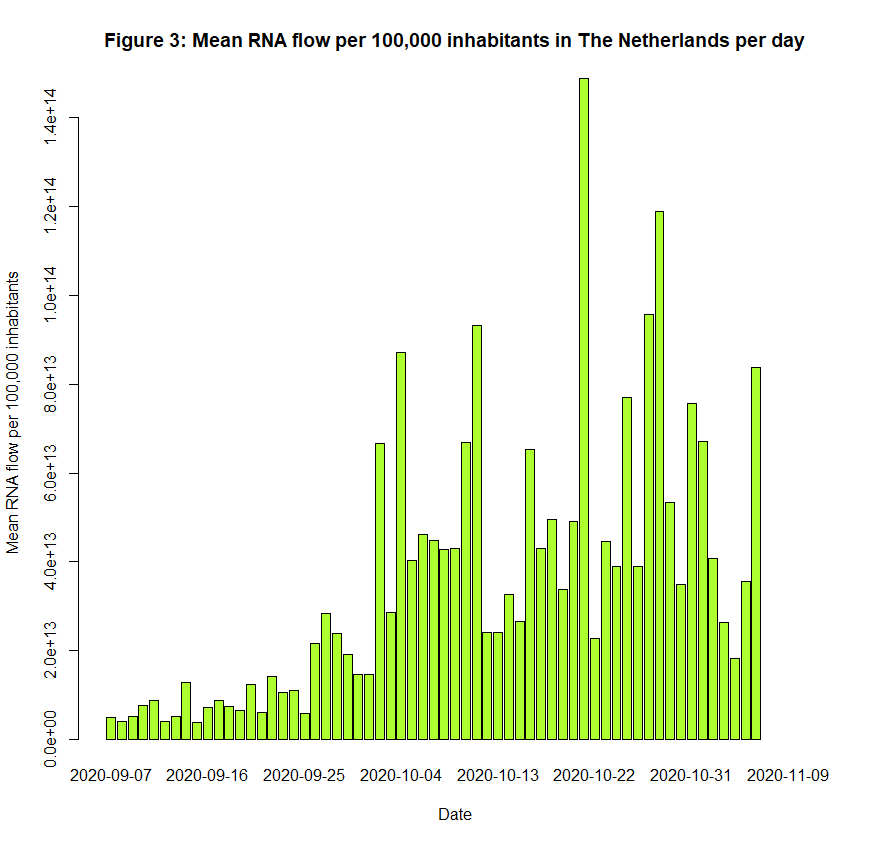 Figure 3: Mean RNA flow per 100,000 inhabitants in The Netherlands per day
Mean RNA flow per 100,000 inhabitants
1.4e+14
1.2e+14
1.0e+14
8.0e+13
6.0e+13
4.0e+13
2.0e+13
0.0e+00
2020-09-07 2020-09-16 2020-09-25 2020-10-04 2020-10-13 2020-10-22 2020-10-31 2020-11-09
Date